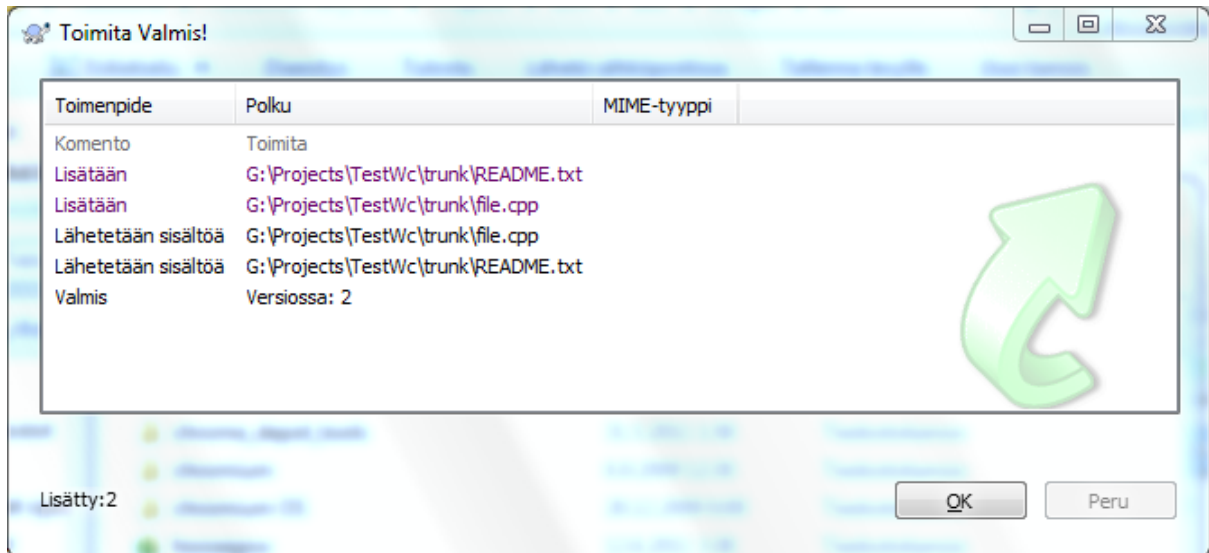 Toimita Valmis!
Toimenpide Polku MIME-tyyppi
Komento Toimita
Lisätään G:\Projects\TestWc\trunk\README.txt
Lisätään G:\Projects\TestWc\trunk\file.cpp
Lähetetään sisältöä G:\Projects\TestWc\trunk\file.cpp
Lähetetään sisältöä G:\Projects\TestWc\trunk\README.txt
Valmis Versiossa: 2
Lisätty:2
OK Peru